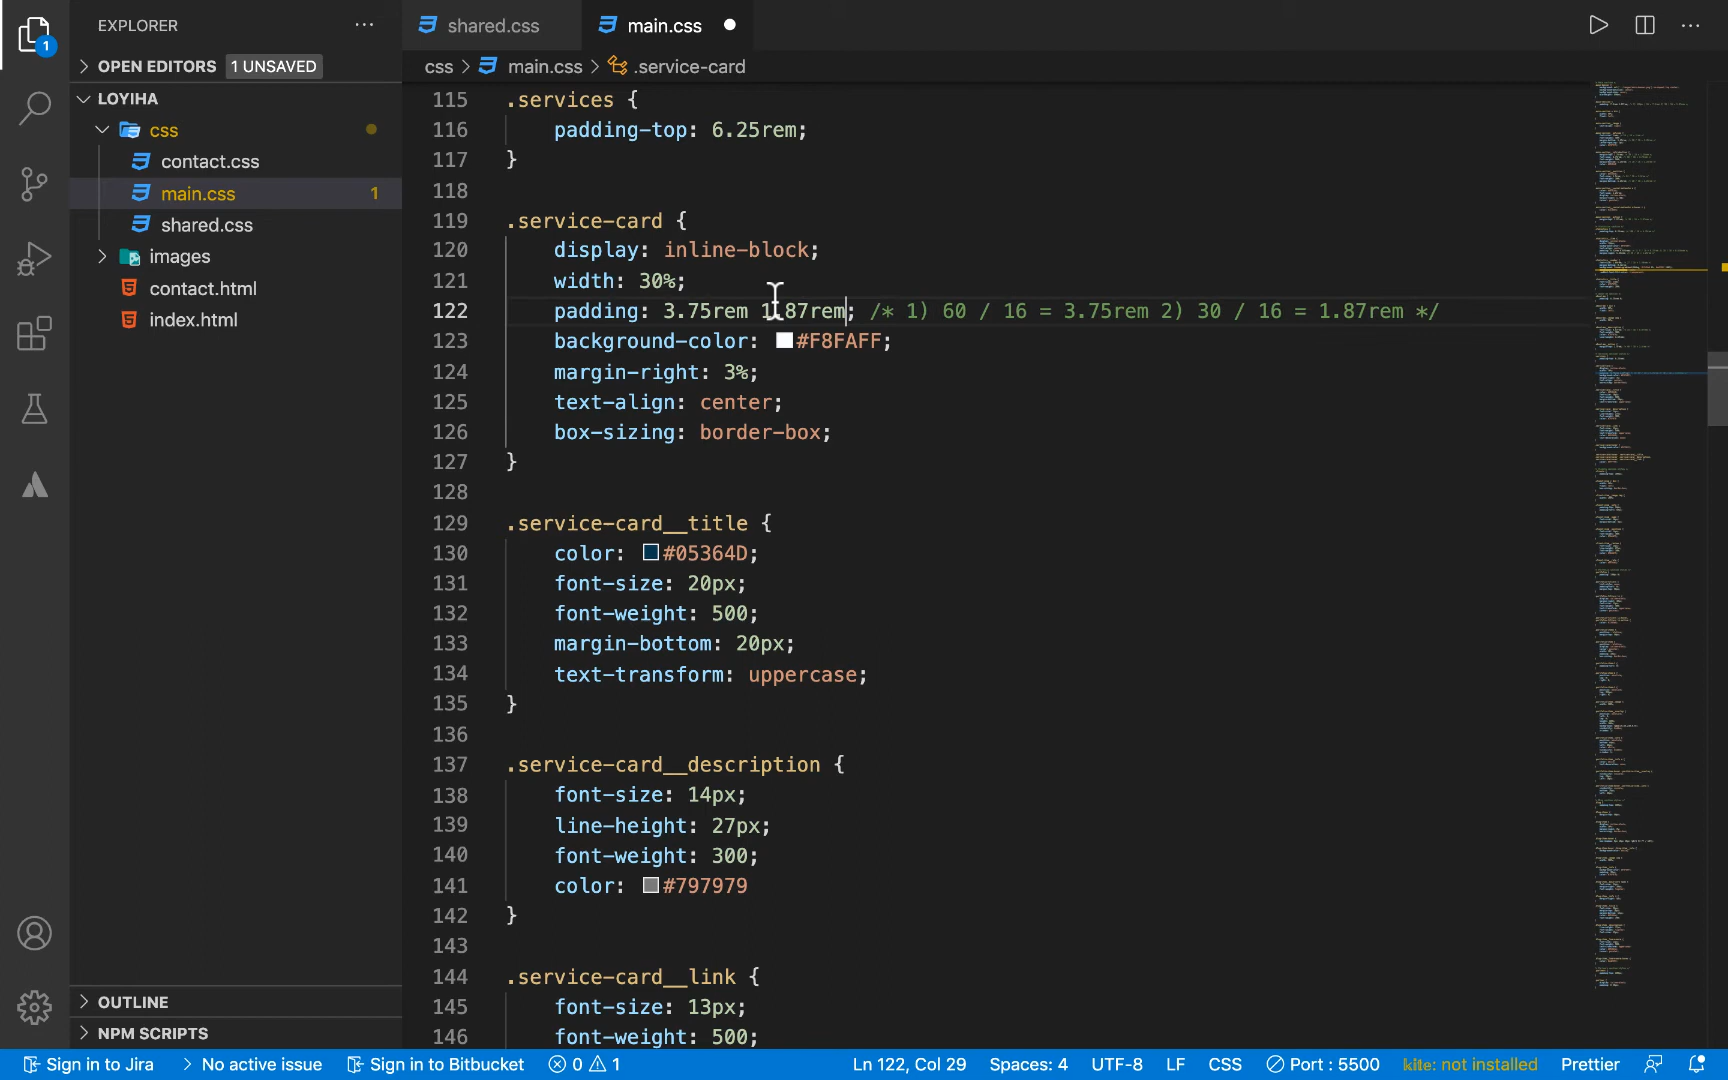 EXPLORER
shared.css
main.css
OPEN EDITORS
1 UNSAVED
css
main.css
.service-card
LOYIHA
css
contact.css
main.css
1
shared.css
images
contact.html
index.html
1
115 .services {
116 padding-top: 6.25rem;
117 }
118
119 .service-card {
120 display: inline-block;
121 width: 30%;
122 padding: 3.75rem 1.87rem; /* 1) 60 / 16 = 3.75rem 2) 30 / 16 = 1.87rem */
123 background-color: #F8FAFF;
124 margin-right: 3%;
125 text-align: center;
126 box-sizing: border-box;
127 }
128
129 .service-card__title {
130 color: #05364D;
131 font-size: 20px;
132 font-weight: 500;
133 margin-bottom: 20px;
134 text-transform: uppercase;
135 }
136
137 .service-card__description {
138 font-size: 14px;
139 line-height: 27px;
140 font-weight: 300;
141 color: #797979
142 }
143
144 .service-card__link {
145 font-size: 13px;
146 font-weight: 500;
OUTLINE
NPM SCRIPTS
Sign in to Jira
No active issue
Sign in to Bitbucket
0
1
Ln 122, Col 29
Spaces: 4
UTF-8
LF
CSS
Port : 5500
kite: not installed
Prettier